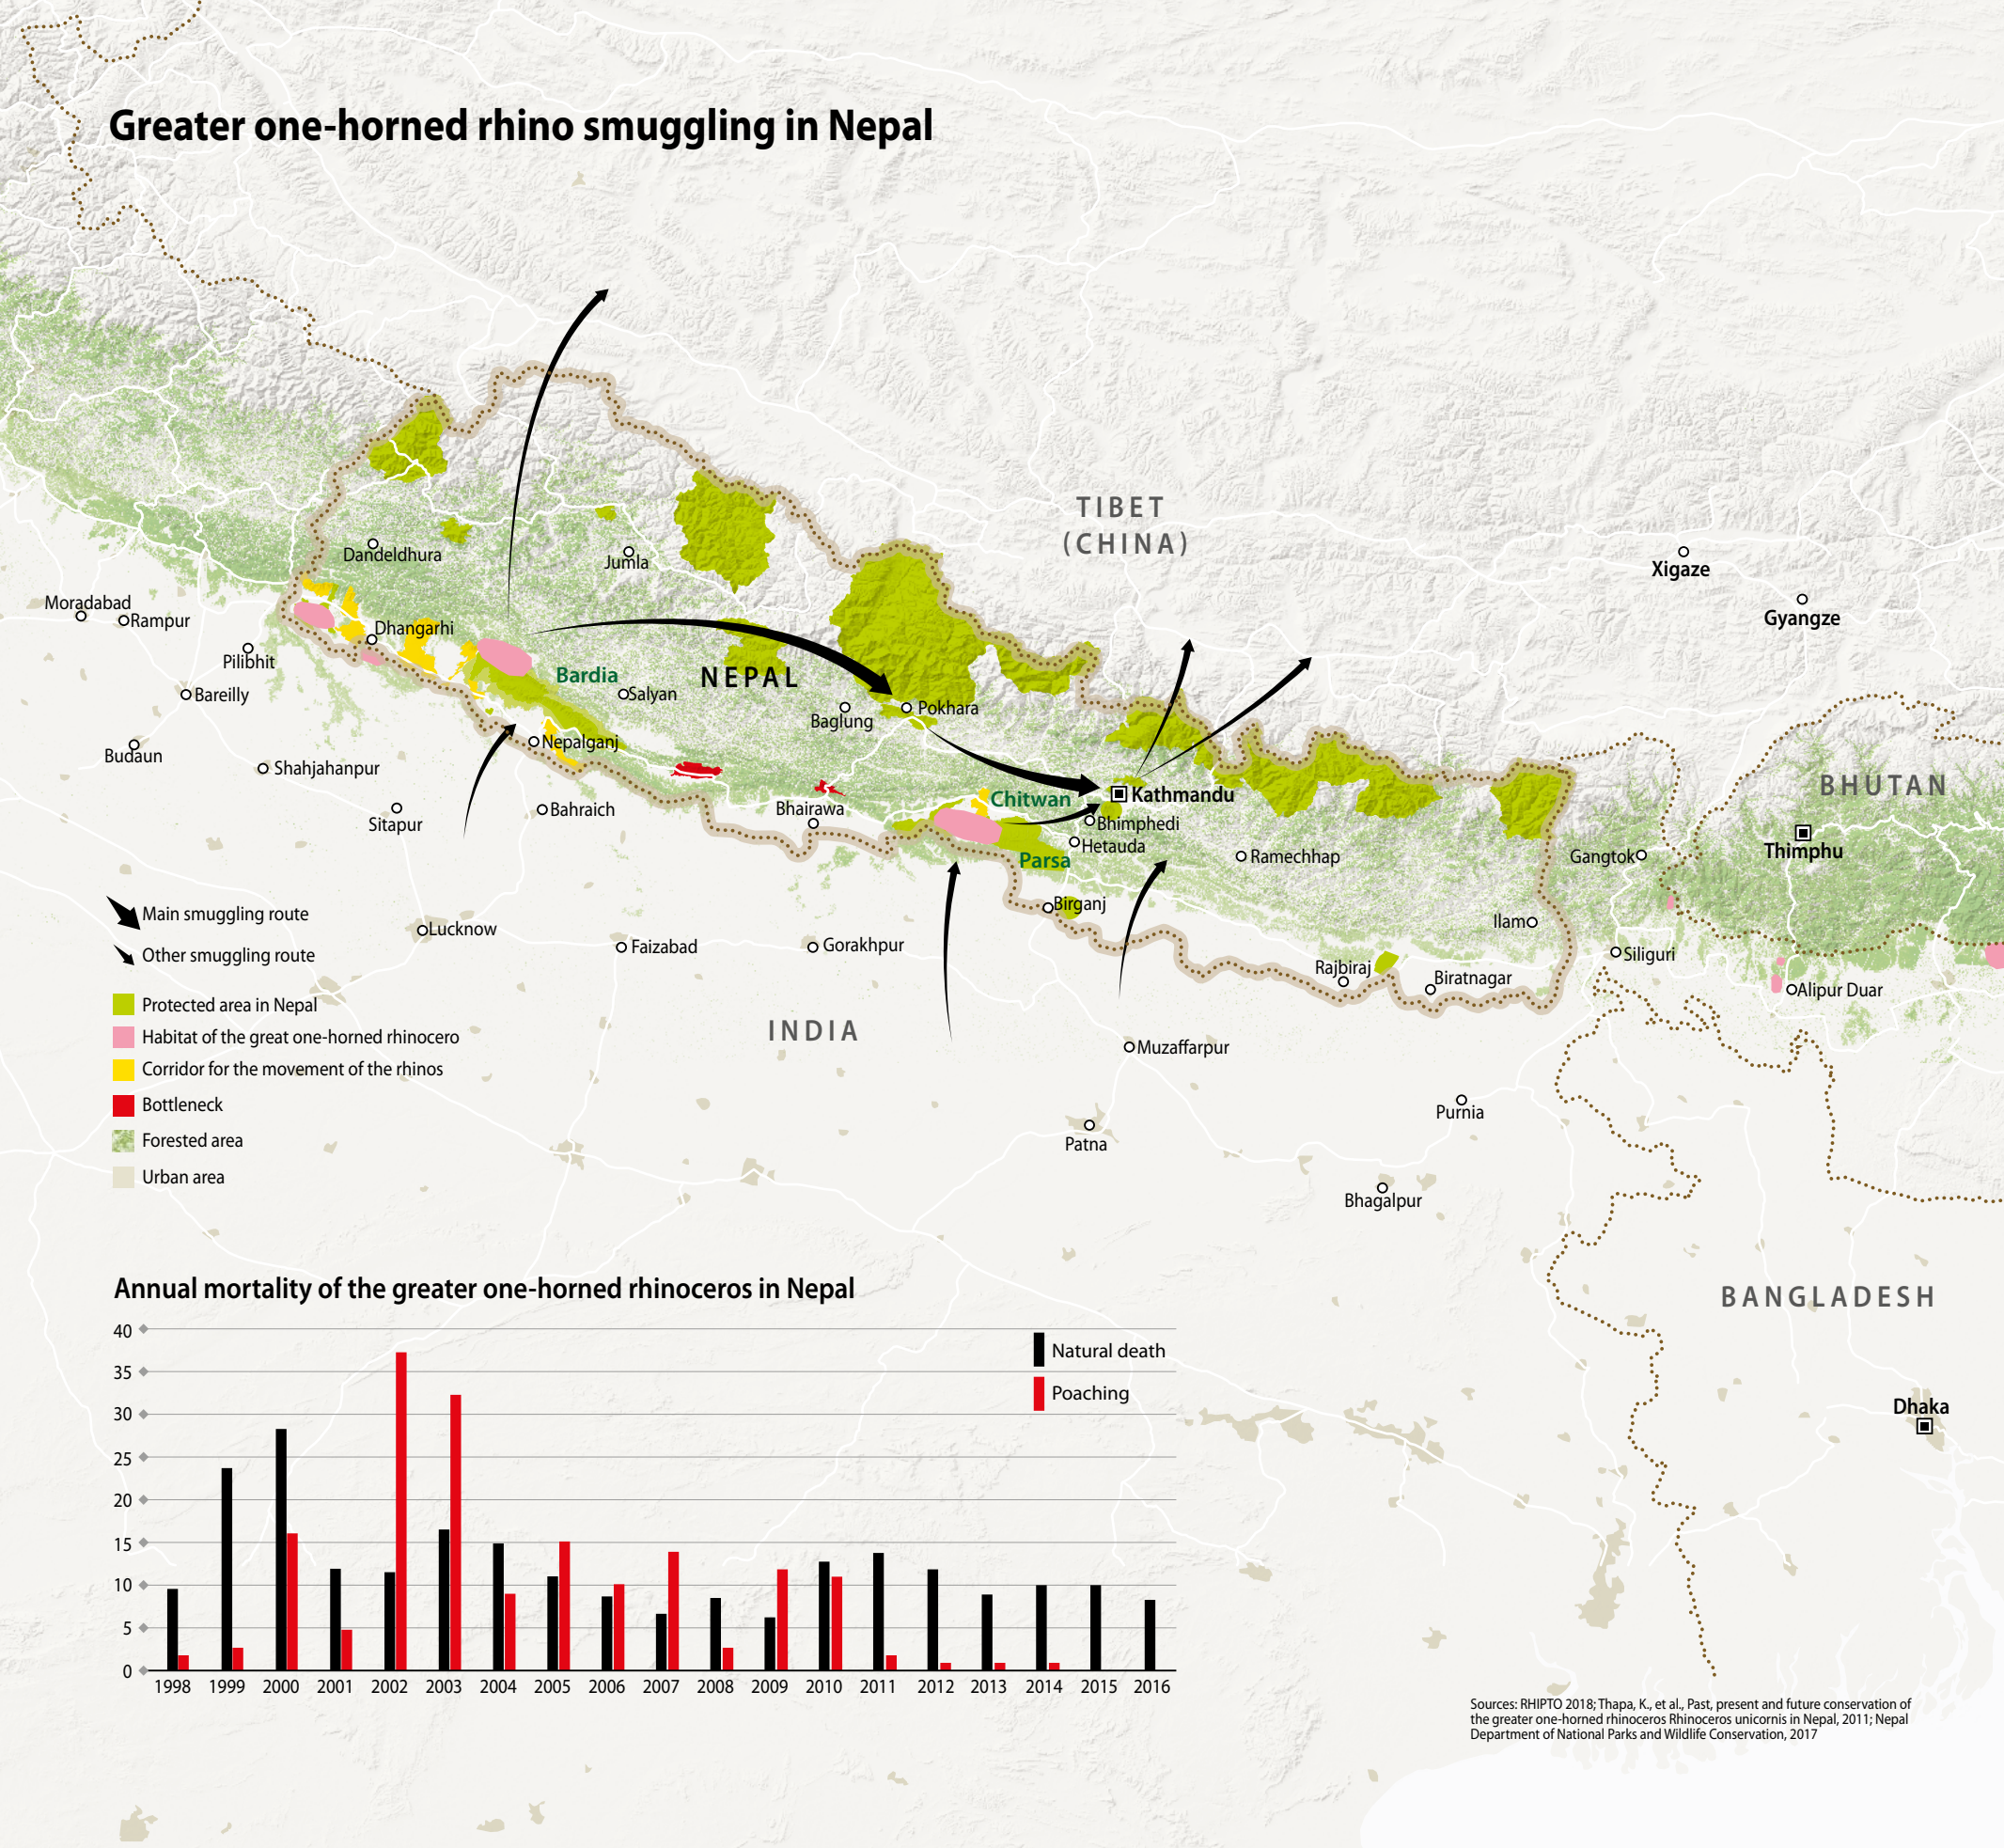 Greater one-horned rhino smuggling in Nepal
TIBET
(CHINA)
Xigaze
Gyangze
Dandeldhura
Jumla
Moradabad
Rampur
Dhangarhi
Pilibhit
Bardia
NEPAL
Salyan
Bareilly
Baglung
Pokhara
Nepalganj
Budaun
Shahjahanpur
BHUTAN
Chitwan
Kathmandu
Bahraich
Bhairawa
Sitapur
Bhimphedi
Hetauda
Thimphu
Parsa
Ramechhap
Gangtok
Birganj
Ilam
Lucknow
Faizabad
Gorakhpur
Siliguri
Rajbiraj
Biratnagar
Alipur Duar
INDIA
Muzaffarpur
Purnia
Patna
Bhagalpur
BANGLADESH
Dhaka
Main smuggling route
Other smuggling route
Protected area in Nepal
Habitat of the great one-horned rhinocero
Corridor for the movement of the rhinos
Bottleneck
Forested area
Urban area
Annual mortality of the greater one-horned rhinoceros in Nepal
40
35
30
25
20
15
10
5
0
Natural death
Poaching
1998 1999 2000 2001 2002 2003 2004 2005 2006 2007 2008 2009 2010 2011 2012 2013 2014 2015 2016
Sources: RHIPTO 2018; Thapa, K., et al., Past, present and future conservation of
the greater one-horned rhinoceros Rhinoceros unicornis in Nepal, 2011; Nepal
Department of National Parks and Wildlife Conservation, 2017